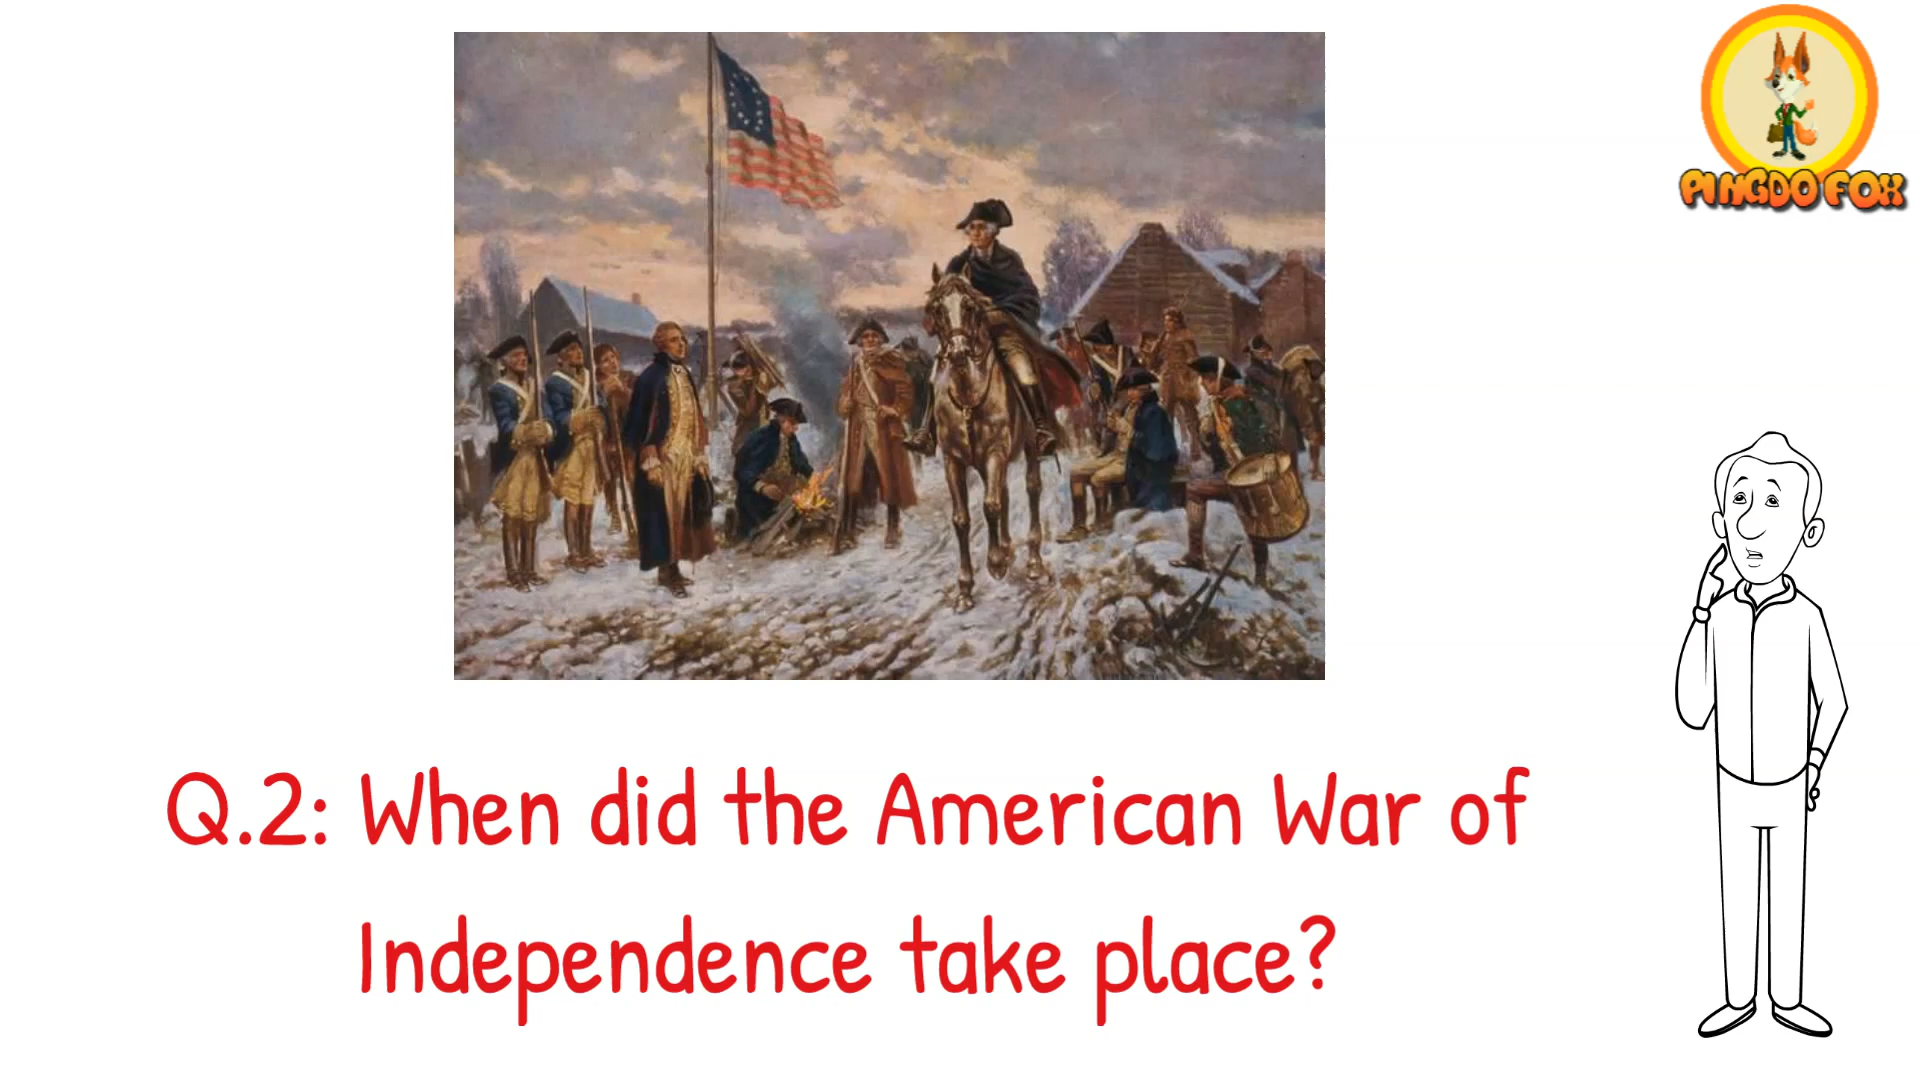 PINGDO FOX
Q.2: When did the American War of
Independence take place?